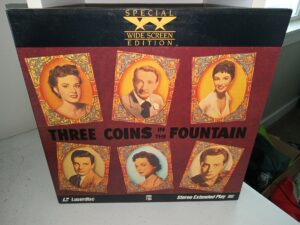 SPECIAL
WIDE SCREEN
EDITION
THREE COINS IN THE FOUNTAIN
LaserDisc
Stereo Extended Play